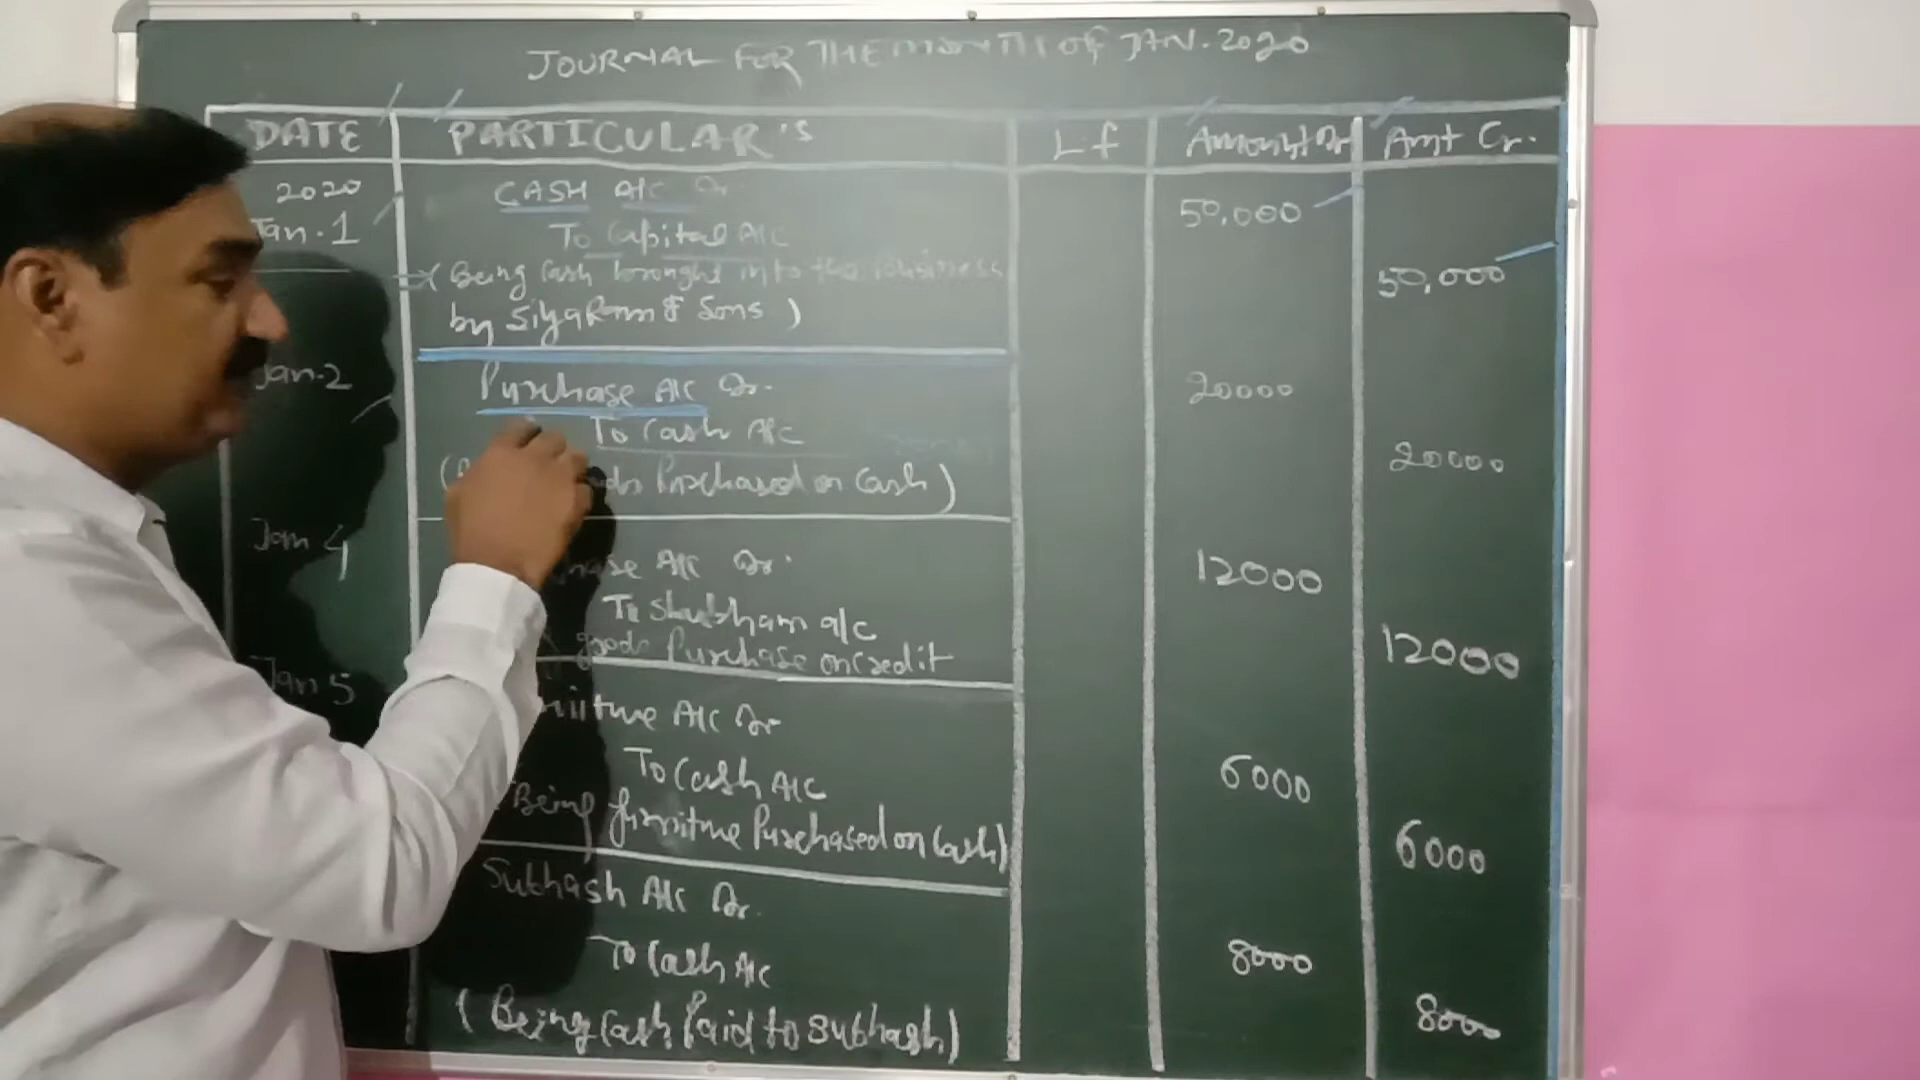 JOURNAL FOR THE MONTH OF JAN. 2020
DATE PARTICULAR'S L f Amount Dr Amt Cr.
2020 CASH A/C Dr. 50,000
Jan. 1 To Capital A/C
(Being Cash brought into the business 50,000
by SiyaRam & Sons )
Jan. 2 Purchase A/C Dr. 20000
To Cash A/C 20000
Purchased on Cash )
Jan 4 A/C Dr. 12000
To Shubham a/c 12000
goods Purchase on credit
Jan 5 A/C Dr
To Cash A/C 6000
Being furniture Purchased on Cash) 6000
Subhash A/C Dr.
To Cash A/C 8000
( Being Cash Paid to Subhash) 8000